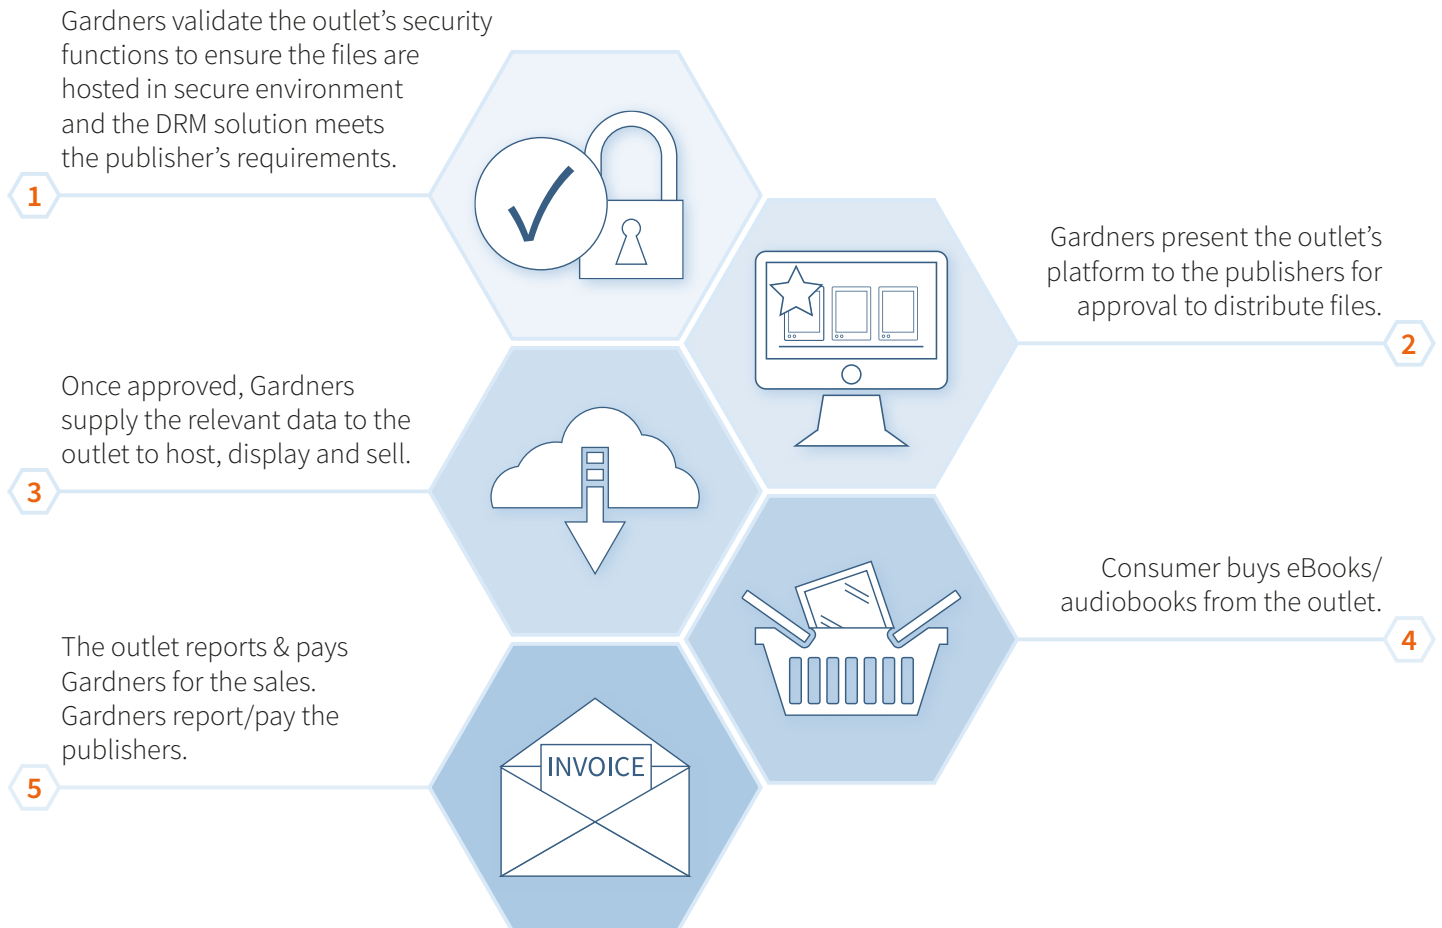 Gardners validate the outlet’s security
functions to ensure the files are
hosted in secure environment
and the DRM solution meets
the publisher’s requirements.
1
Gardners present the outlet’s
platform to the publishers for
approval to distribute files.
2
Once approved, Gardners
supply the relevant data to the
outlet to host, display and sell.
3
Consumer buys eBooks/
audiobooks from the outlet.
4
The outlet reports & pays
Gardners for the sales.
Gardners report/pay the
publishers.
5
INVOICE